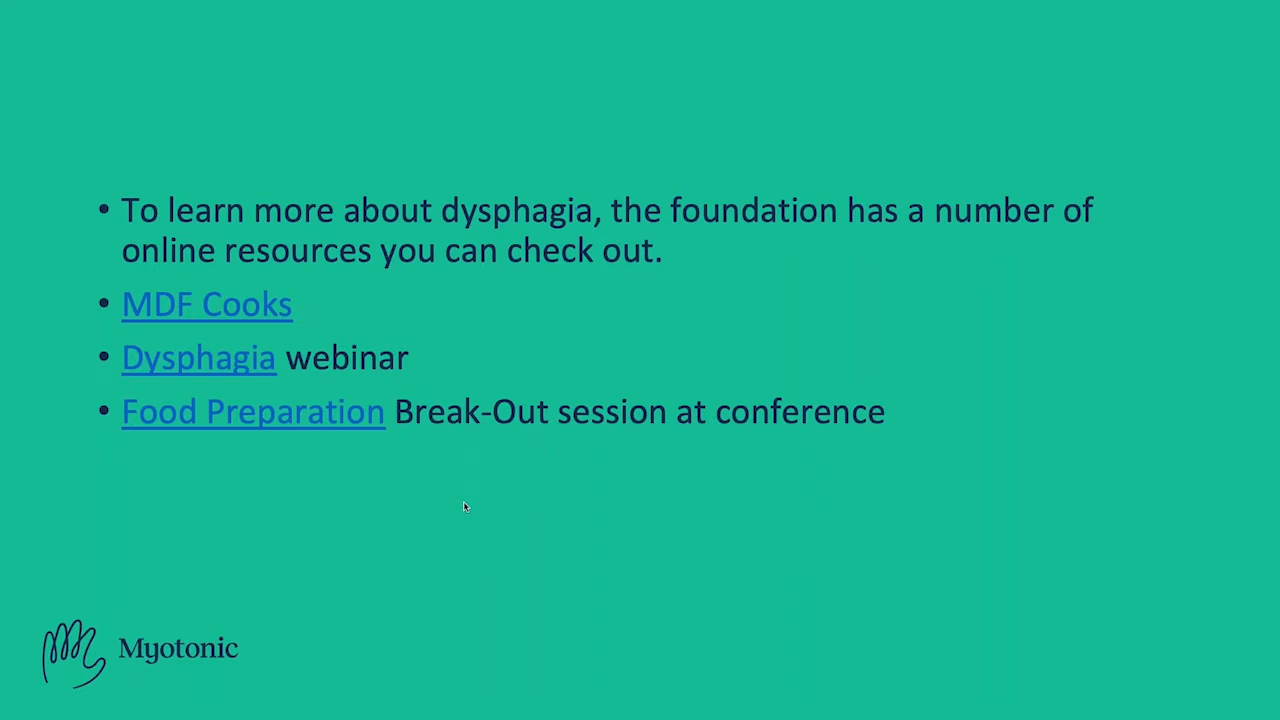 • To learn more about dysphagia, the foundation has a number of
online resources you can check out.
• MDF Cooks
• Dysphagia webinar
• Food Preparation Break-Out session at conference
Myotonic